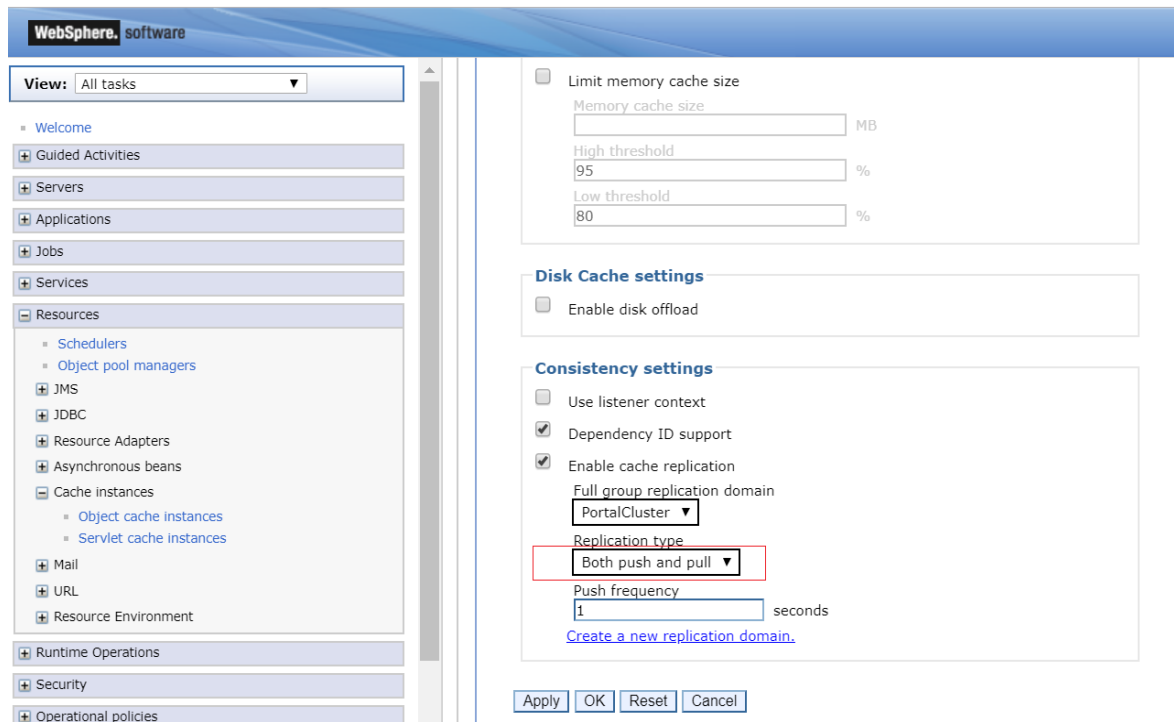 WebSphere. software
View: All tasks
Welcome
Guided Activities
Servers
Applications
Jobs
Services
Resources
Schedulers
Object pool managers
JMS
JDBC
Resource Adapters
Asynchronous beans
Cache instances
Object cache instances
Servlet cache instances
Mail
URL
Resource Environment
Runtime Operations
Security
Operational policies
Limit memory cache size
Memory cache size
MB
High threshold
95 %
Low threshold
80 %
Disk Cache settings
Enable disk offload
Consistency settings
Use listener context
Dependency ID support
Enable cache replication
Full group replication domain
PortalCluster
Replication type
Both push and pull
Push frequency
1 seconds
Create a new replication domain.
Apply OK Reset Cancel